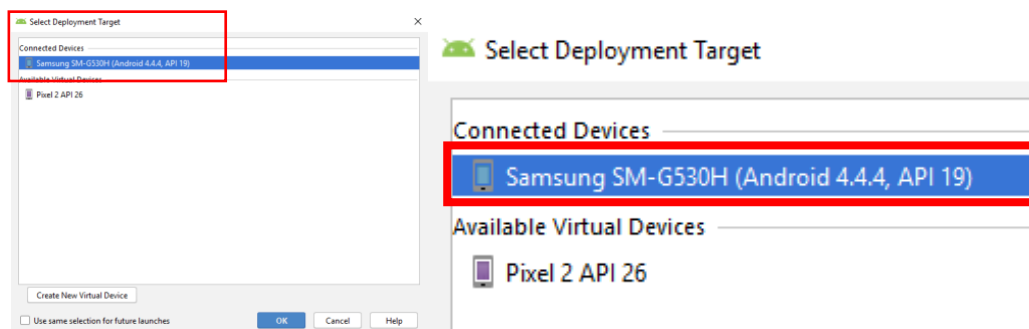 Select Deployment Target
Connected Devices
Samsung SM-G530H (Android 4.4.4, API 19)
Available Virtual Devices
Pixel 2 API 26
Create New Virtual Device
Use same selection for future launches
OK
Cancel
Help
Select Deployment Target
Connected Devices
Samsung SM-G530H (Android 4.4.4, API 19)
Available Virtual Devices
Pixel 2 API 26